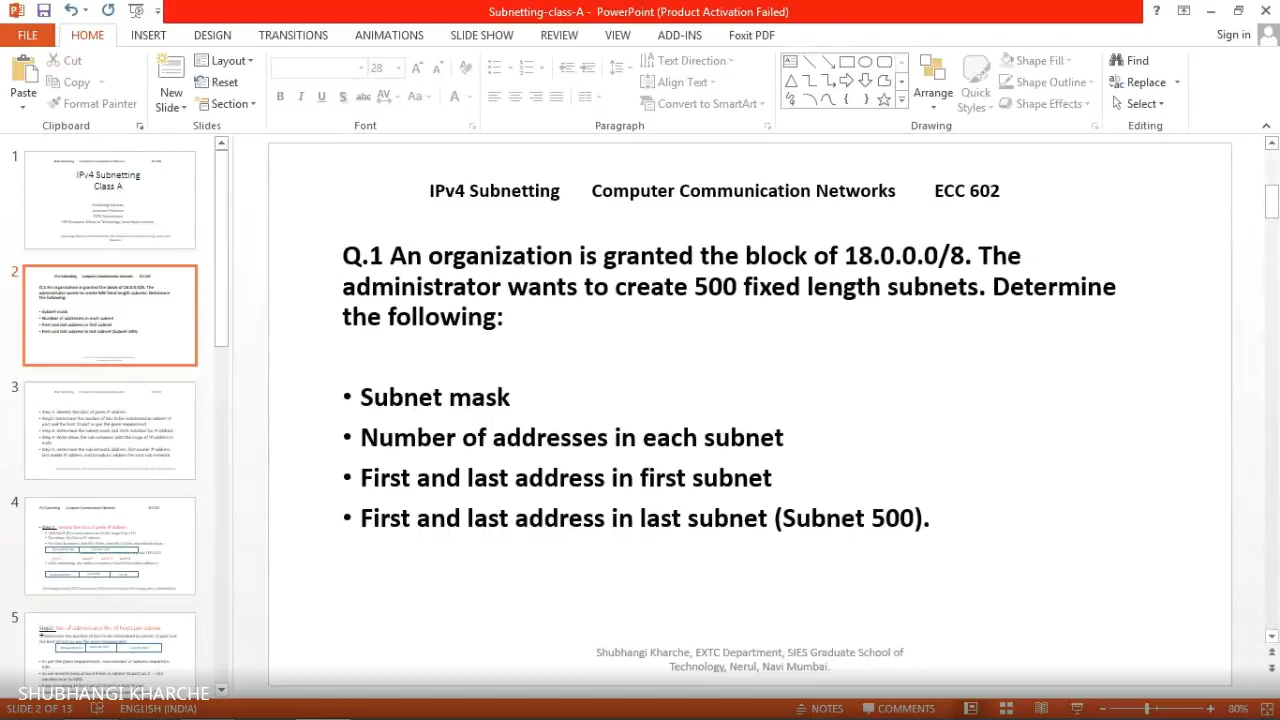 Subnetting-class-A - PowerPoint (Product Activation Failed)
FILE HOME INSERT DESIGN TRANSITIONS ANIMATIONS SLIDE SHOW REVIEW VIEW ADD-INS Foxit PDF Sign in
Paste
Cut
Copy
Format Painter
Clipboard
New Slide
Layout
Reset
Section
Slides
28
Font
Text Direction
Align Text
Convert to SmartArt
Paragraph
Arrange
Quick Styles
Shape Fill
Shape Outline
Shape Effects
Drawing
Find
Replace
Select
Editing
1
IPv4 Subnetting
Class A
2
3
4
5
IPv4 Subnetting Computer Communication Networks ECC 602
Q.1 An organization is granted the block of 18.0.0.0/8. The
administrator wants to create 500 fixed length subnets. Determine
the following:
• Subnet mask
• Number of addresses in each subnet
• First and last address in first subnet
• First and last address in last subnet (Subnet 500).
Shubhangi Kharche, EXTC Department, SIES Graduate School of
Technology, Nerul, Navi Mumbai.
SHUBHANGI KHARCHE
SLIDE 2 OF 13 ENGLISH (INDIA) NOTES COMMENTS 80%